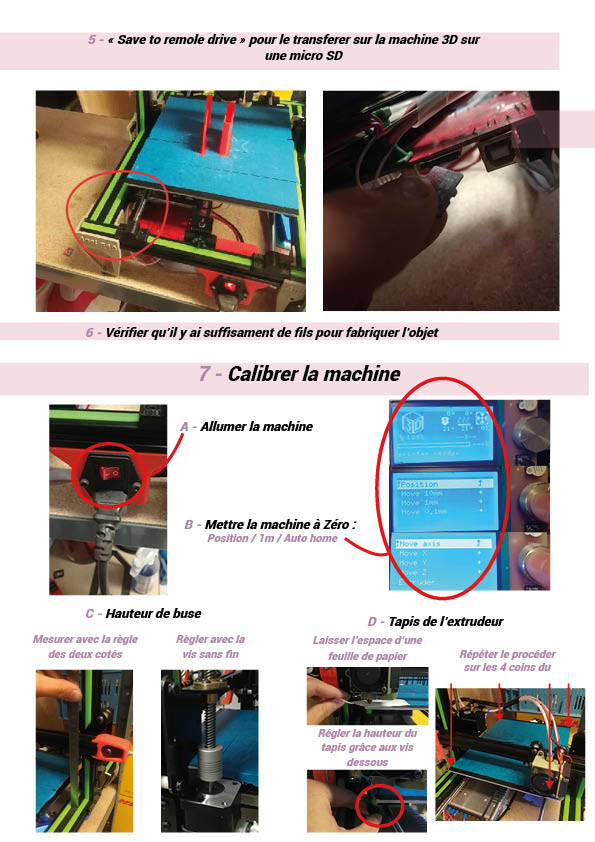 5 - « Save to remole drive » pour le transferer sur la machine 3D sur
une micro SD
6 - Vérifier qu'il y ai suffisament de fils pour fabriquer l'objet
7 - Calibrer la machine
A - Allumer la machine
B - Mettre la machine à Zéro :
Position / 1m / Auto home
100%
printer ready.
Position
Move 10mm
Move 1mm
Move 0,1mm
Move axis
Move X
Move Y
Move Z
Extruder
C - Hauteur de buse
D - Tapis de l'extrudeur
Mesurer avec la règle
des deux cotés
Règler avec la
vis sans fin
Laisser l'espace d'une
feuille de papier
Répéter le procéder
sur les 4 coins du
Régler la hauteur du
tapis grâce aux vis
dessous